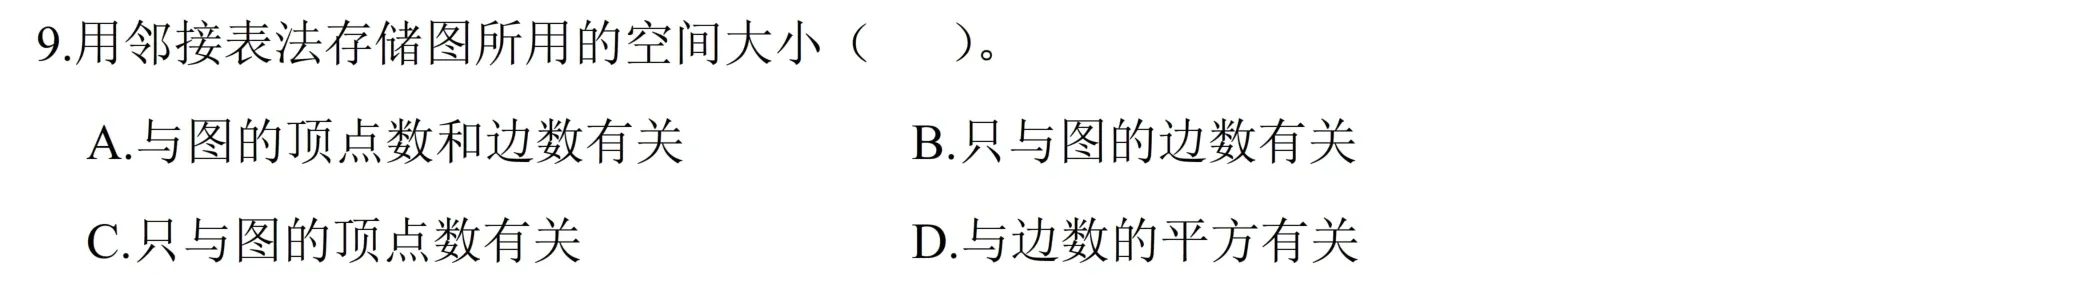 9.用邻接表法存储图所用的空间大小（　　）。
A.与图的顶点数和边数有关　　B.只与图的边数有关
C.只与图的顶点数有关　　D.与边数的平方有关